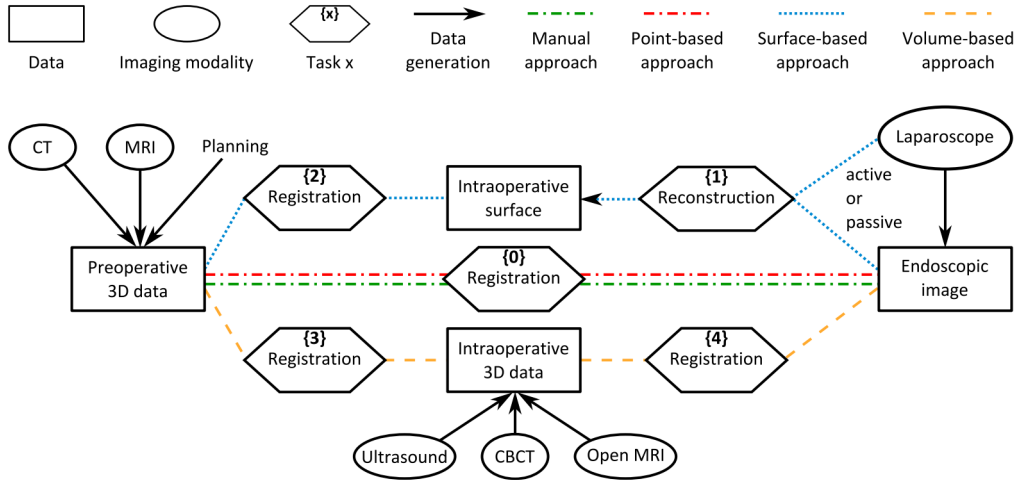 {x}
Data
Imaging modality
Task x
Data
generation
Manual
approach
Point-based
approach
Surface-based
approach
Volume-based
approach
CT
MRI
Planning
Laparoscope
{2}
Registration
Intraoperative
surface
{1}
Reconstruction
active
or
passive
Preoperative
3D data
{0}
Registration
Endoscopic
image
{3}
Registration
Intraoperative
3D data
{4}
Registration
Ultrasound
CBCT
Open MRI